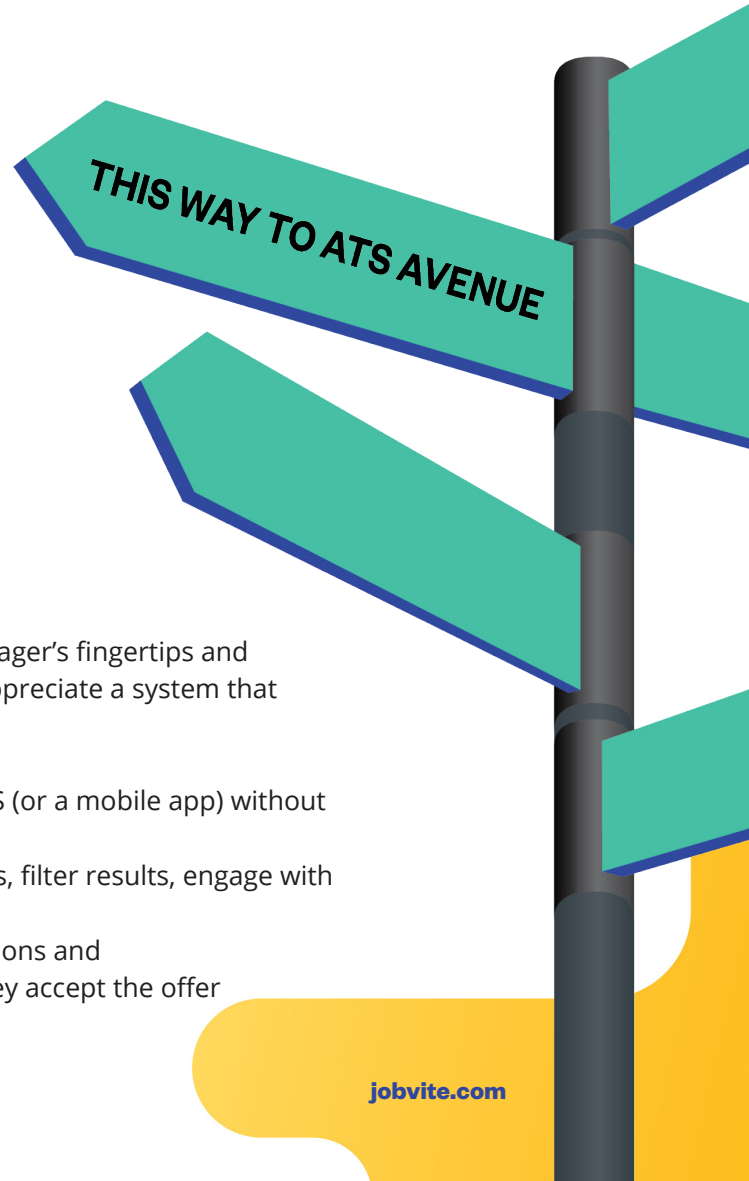 THIS WAY TO ATS AVENUE
ager’s fingertips and
preciate a system that
(or a mobile app) without
s, filter results, engage with
ons and
ey accept the offer
jobvite.com